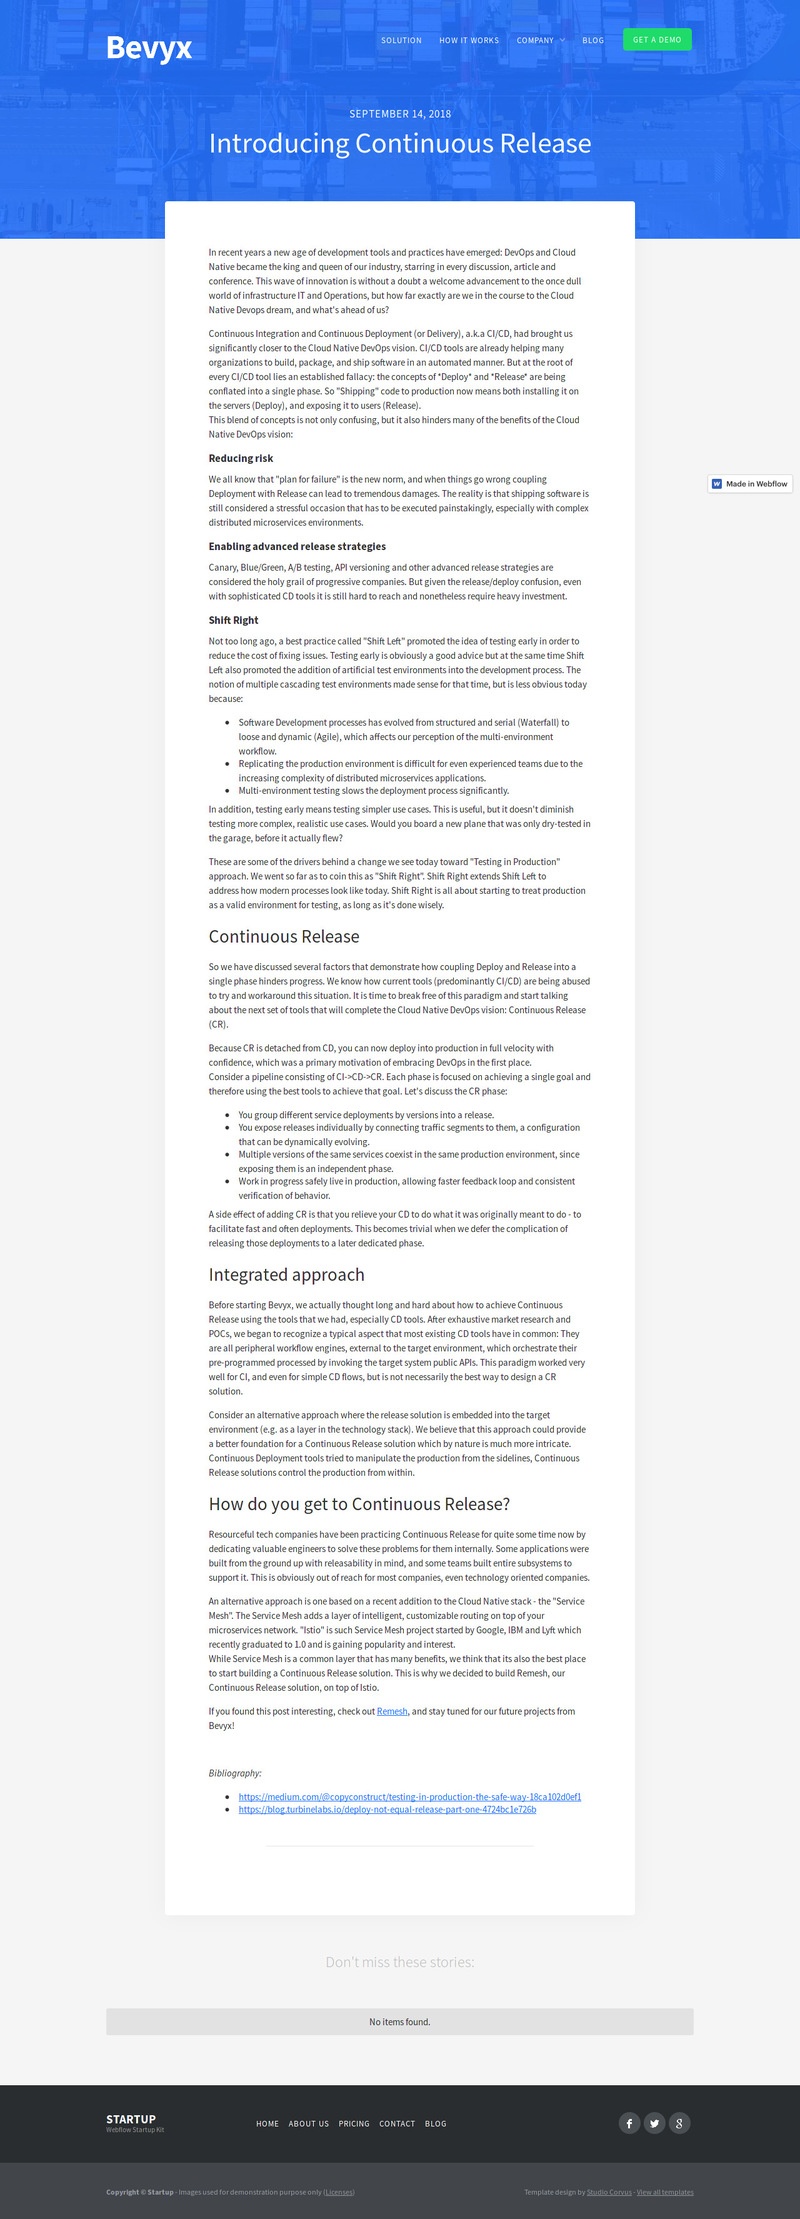 Bevyx
SOLUTION
HOW IT WORKS
COMPANY
BLOG
GET A DEMO
SEPTEMBER 14, 2018
Introducing Continuous Release
In recent years a new age of development tools and practices have emerged: DevOps and Cloud
Native became the king and queen of our industry, starring in every discussion, article and
conference. This wave of innovation is without a doubt a welcome advancement to the once dull
world of infrastructure IT and Operations, but how far exactly are we in the course to the Cloud
Native Devops dream, and what's ahead of us?
Continuous Integration and Continuous Deployment (or Delivery), a.k.a CI/CD, had brought us
significantly closer to the Cloud Native DevOps vision. CI/CD tools are already helping many
organizations to build, package, and ship software in an automated manner. But at the root of
every CI/CD tool lies an established fallacy: the concepts of *Deploy* and *Release* are being
conflated into a single phase. So "Shipping" code to production now means both installing it on
the servers (Deploy), and exposing it to users (Release).
This blend of concepts is not only confusing, but it also hinders many of the benefits of the Cloud
Native DevOps vision:
Reducing risk
We all know that "plan for failure" is the new norm, and when things go wrong coupling
Deployment with Release can lead to tremendous damages. The reality is that shipping software is
still considered a stressful occasion that has to be executed painstakingly, especially with complex
distributed microservices environments.
Made in Webflow
Enabling advanced release strategies
Canary, Blue/Green, A/B testing, API versioning and other advanced release strategies are
considered the holy grail of progressive companies. But given the release/deploy confusion, even
with sophisticated CD tools it is still hard to reach and nonetheless require heavy investment.
Shift Right
Not too long ago, a best practice called "Shift Left" promoted the idea of testing early in order to
reduce the cost of fixing issues. Testing early is obviously a good advice but at the same time Shift
Left also promoted the addition of artificial test environments into the development process. The
notion of multiple cascading test environments made sense for that time, but is less obvious today
because:
Software Development processes has evolved from structured and serial (Waterfall) to
loose and dynamic (Agile), which affects our perception of the multi-environment
workflow.
Replicating the production environment is difficult for even experienced teams due to the
increasing complexity of distributed microservices applications.
Multi-environment testing slows the deployment process significantly.
In addition, testing early means testing simpler use cases. This is useful, but it doesn't diminish
testing more complex, realistic use cases. Would you board a new plane that was only dry-tested in
the garage, before it actually flew?
These are some of the drivers behind a change we see today toward "Testing in Production"
approach. We went so far as to coin this as "Shift Right". Shift Right extends Shift Left to
address how modern processes look like today. Shift Right is all about starting to treat production
as a valid environment for testing, as long as it's done wisely.
Continuous Release
So we have discussed several factors that demonstrate how coupling Deploy and Release into a
single phase hinders progress. We know how current tools (predominantly CI/CD) are being abused
to try and workaround this situation. It is time to break free of this paradigm and start talking
about the next set of tools that will complete the Cloud Native DevOps vision: Continuous Release
(CR).
Because CR is detached from CD, you can now deploy into production in full velocity with
confidence, which was a primary motivation of embracing DevOps in the first place.
Consider a pipeline consisting of CI->CD->CR. Each phase is focused on achieving a single goal and
therefore using the best tools to achieve that goal. Let's discuss the CR phase:
You group different service deployments by versions into a release.
You expose releases individually by connecting traffic segments to them, a configuration
that can be dynamically evolving.
Multiple versions of the same services coexist in the same production environment, since
exposing them is an independent phase.
Work in progress safely live in production, allowing faster feedback loop and consistent
verification of behavior.
A side effect of adding CR is that you relieve your CD to do what it was originally meant to do - to
facilitate fast and often deployments. This becomes trivial when we defer the complication of
releasing those deployments to a later dedicated phase.
Integrated approach
Before starting Bevyx, we actually thought long and hard about how to achieve Continuous
Release using the tools that we had, especially CD tools. After exhaustive market research and
POCs, we began to recognize a typical aspect that most existing CD tools have in common: They
are all peripheral workflow engines, external to the target environment, which orchestrate their
pre-programmed processed by invoking the target system public APIs. This paradigm worked very
well for CI, and even for simple CD flows, but is not necessarily the best way to design a CR
solution.
Consider an alternative approach where the release solution is embedded into the target
environment (e.g. as a layer in the technology stack). We believe that this approach could provide
a better foundation for a Continuous Release solution which by nature is much more intricate.
Continuous Deployment tools tried to manipulate the production from the sidelines, Continuous
Release solutions control the production from within.
How do you get to Continuous Release?
Resourceful tech companies have been practicing Continuous Release for quite some time now by
dedicating valuable engineers to solve these problems for them internally. Some applications were
built from the ground up with releasability in mind, and some teams built entire subsystems to
support it. This is obviously out of reach for most companies, even technology oriented companies.
An alternative approach is one based on a recent addition to the Cloud Native stack - the "Service
Mesh". The Service Mesh adds a layer of intelligent, customizable routing on top of your
microservices network. "Istio" is such Service Mesh project started by Google, IBM and Lyft which
recently graduated to 1.0 and is gaining popularity and interest.
While Service Mesh is a common layer that has many benefits, we think that its also the best place
to start building a Continuous Release solution. This is why we decided to build Remesh, our
Continuous Release solution, on top of Istio.
If you found this post interesting, check out Remesh, and stay tuned for our future projects from
Bevyx!
Bibliography:
https://medium.com/@copyconstruct/testing-in-production-the-safe-way-18ca102d0ef1
https://blog.turbinelabs.io/deploy-not-equal-release-part-one-4724bc1e726b
Don't miss these stories:
No items found.
STARTUP
Webflow Startup Kit
HOME
ABOUT US
PRICING
CONTACT
BLOG
Copyright © Startup - Images used for demonstration purpose only (Licenses)
Template design by Studio Corvus - View all templates